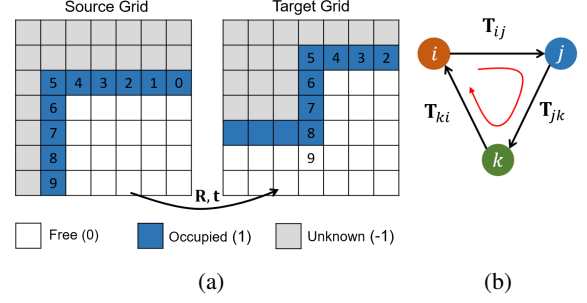 Source Grid
Target Grid
5 4 3 2
5 4 3 2 1 0
6
6
7
7
8
8
9
9
R, t
Free (0)
Occupied (1)
Unknown (-1)
(a)
T_ij
i
j
T_ki
T_jk
k
(b)